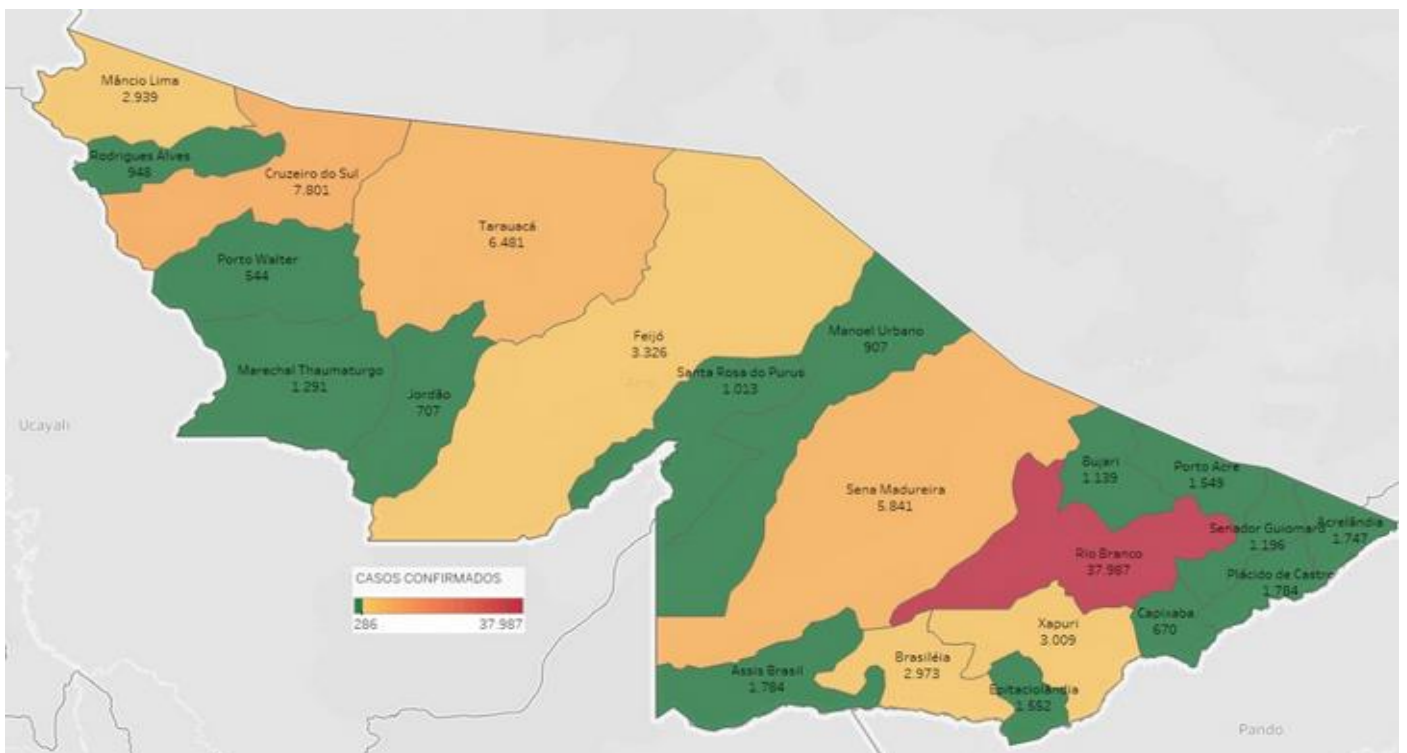 Mâncio Lima
2.939
Rodrigues Alves
948
Cruzeiro do Sul
7.801
Tarauacá
6.481
Porto Walter
544
Feijó
3.326
Manoel Urbano
907
Marechal Thaumaturgo
1.291
Jordão
707
Santa Rosa do Purus
1.013
Ucayali
Sena Madureira
5.841
Bujari
1.139
Porto Acre
1.549
Senador Guiomard
1.196
Acrelândia
1.747
Rio Branco
37.987
Plácido de Castro
1.784
CASOS CONFIRMADOS
286
37.987
Capixaba
670
Xapuri
3.009
Brasiléia
2.973
Assis Brasil
1.784
Epitaciolândia
1.552
Pando